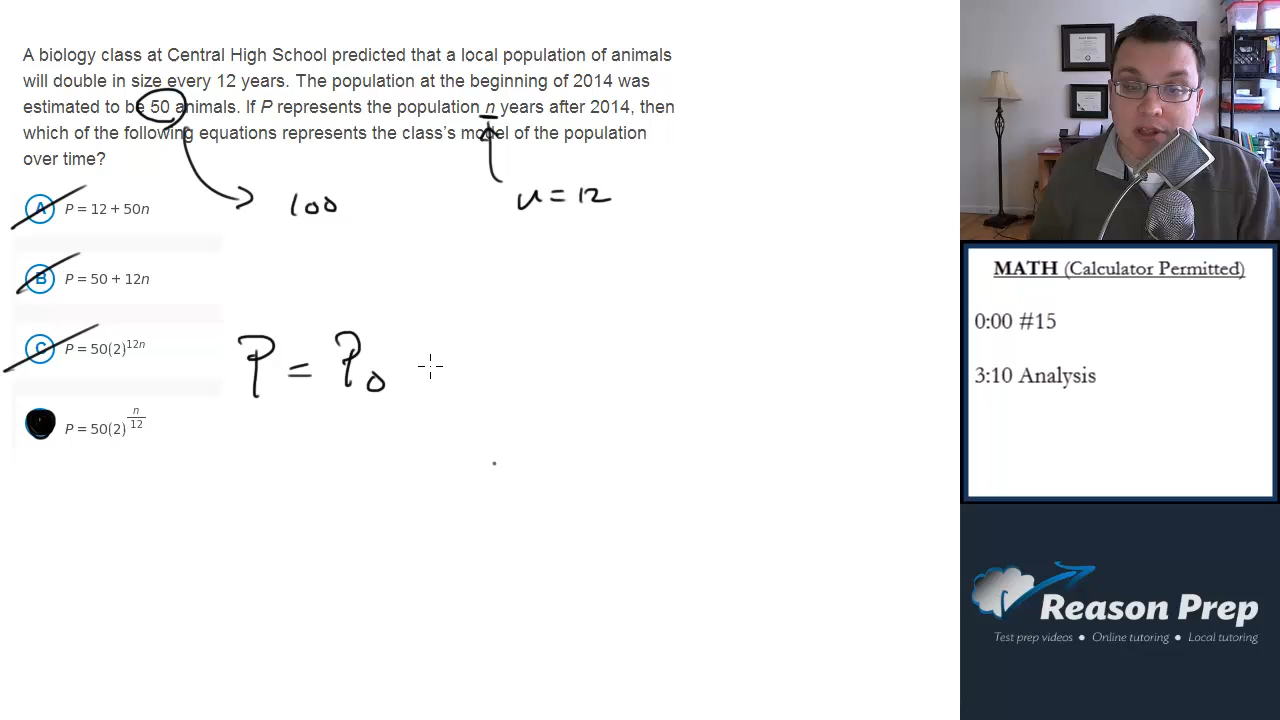 A biology class at Central High School predicted that a local population of animals
will double in size every 12 years. The population at the beginning of 2014 was
estimated to be 50 animals. If P represents the population n years after 2014, then
which of the following equations represents the class's model of the population
over time?
A P = 12 + 50n
100
n = 12
B P = 50 + 12n
C P = 50(2)^12n
P = P₀
P = 50(2)^n/12
MATH (Calculator Permitted)
0:00 #15
3:10 Analysis
Reason Prep
Test prep videos • Online tutoring • Local tutoring